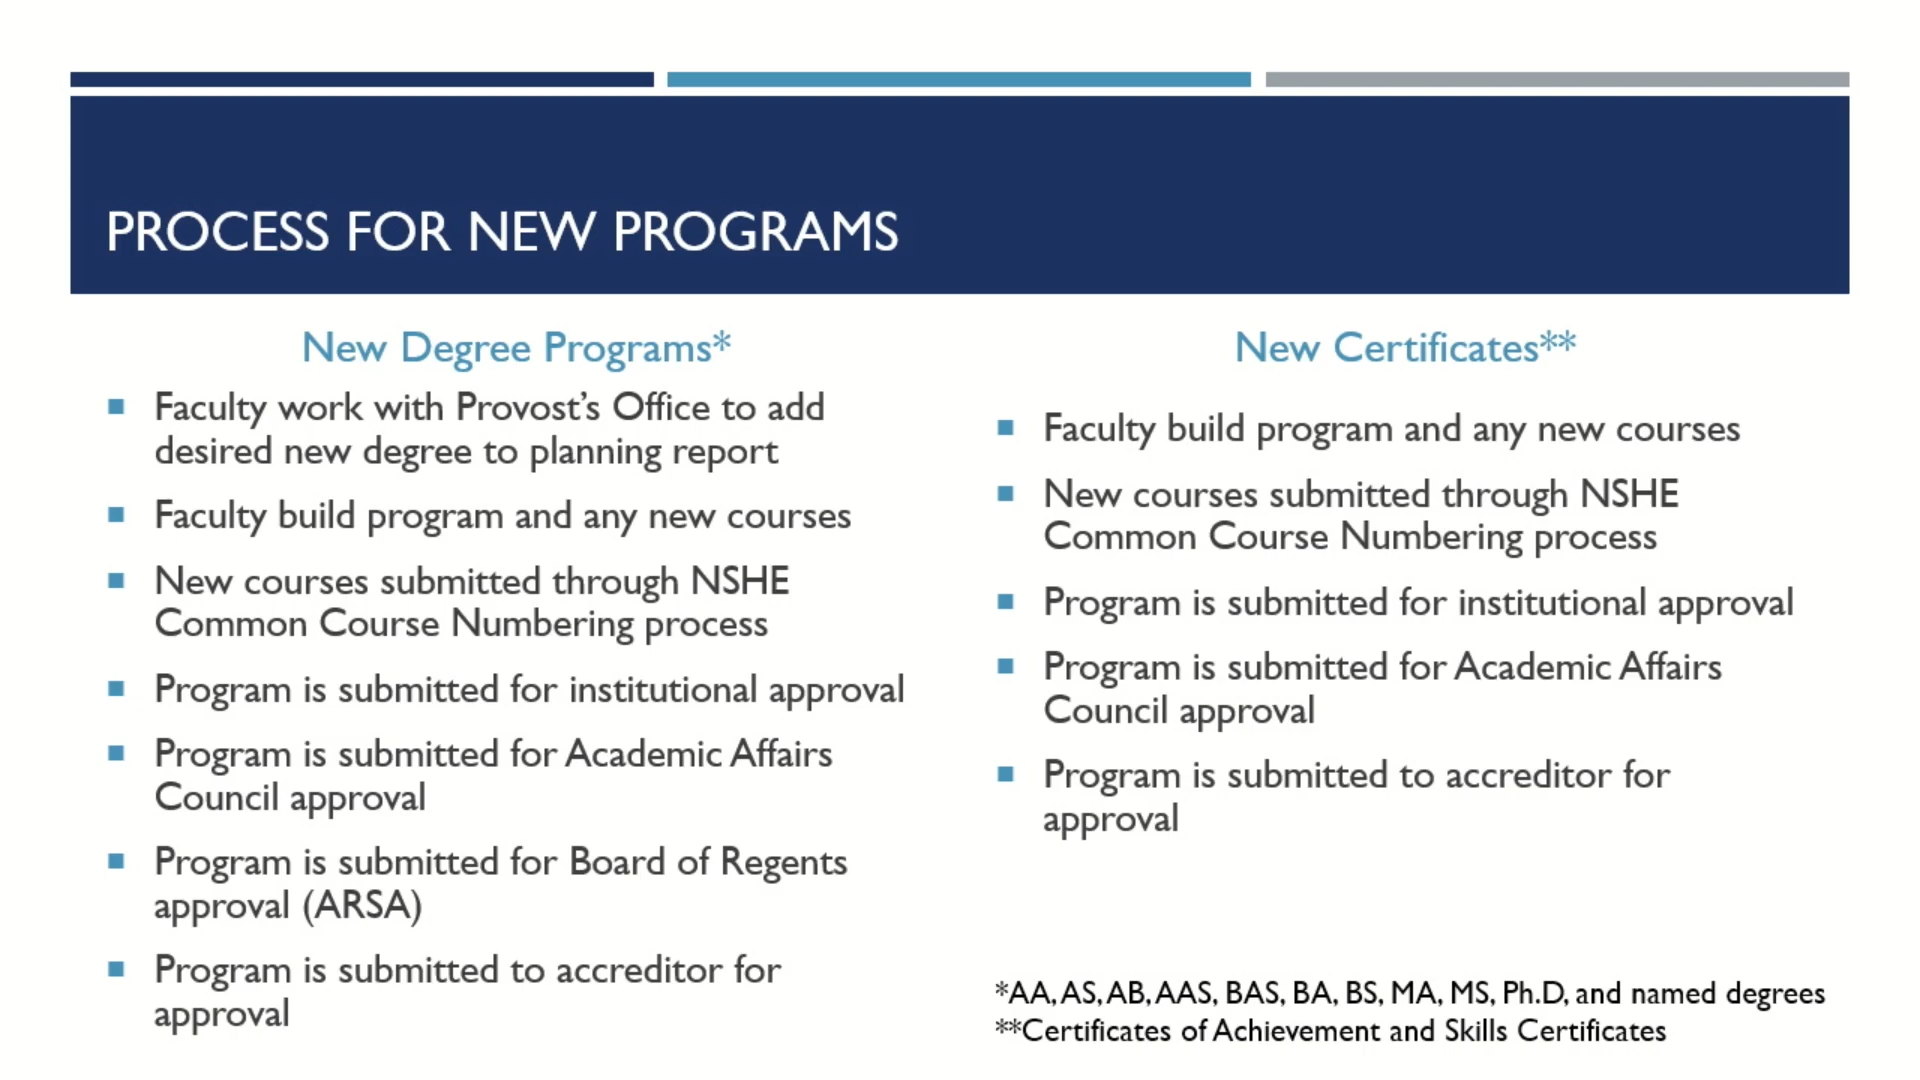 PROCESS FOR NEW PROGRAMS
New Degree Programs*
Faculty work with Provost’s Office to add
desired new degree to planning report
Faculty build program and any new courses
New courses submitted through NSHE
Common Course Numbering process
Program is submitted for institutional approval
Program is submitted for Academic Affairs
Council approval
Program is submitted for Board of Regents
approval (ARSA)
Program is submitted to accreditor for
approval
New Certificates**
Faculty build program and any new courses
New courses submitted through NSHE
Common Course Numbering process
Program is submitted for institutional approval
Program is submitted for Academic Affairs
Council approval
Program is submitted to accreditor for
approval
*AA, AS, AB, AAS, BAS, BA, BS, MA, MS, Ph.D, and named degrees
**Certificates of Achievement and Skills Certificates